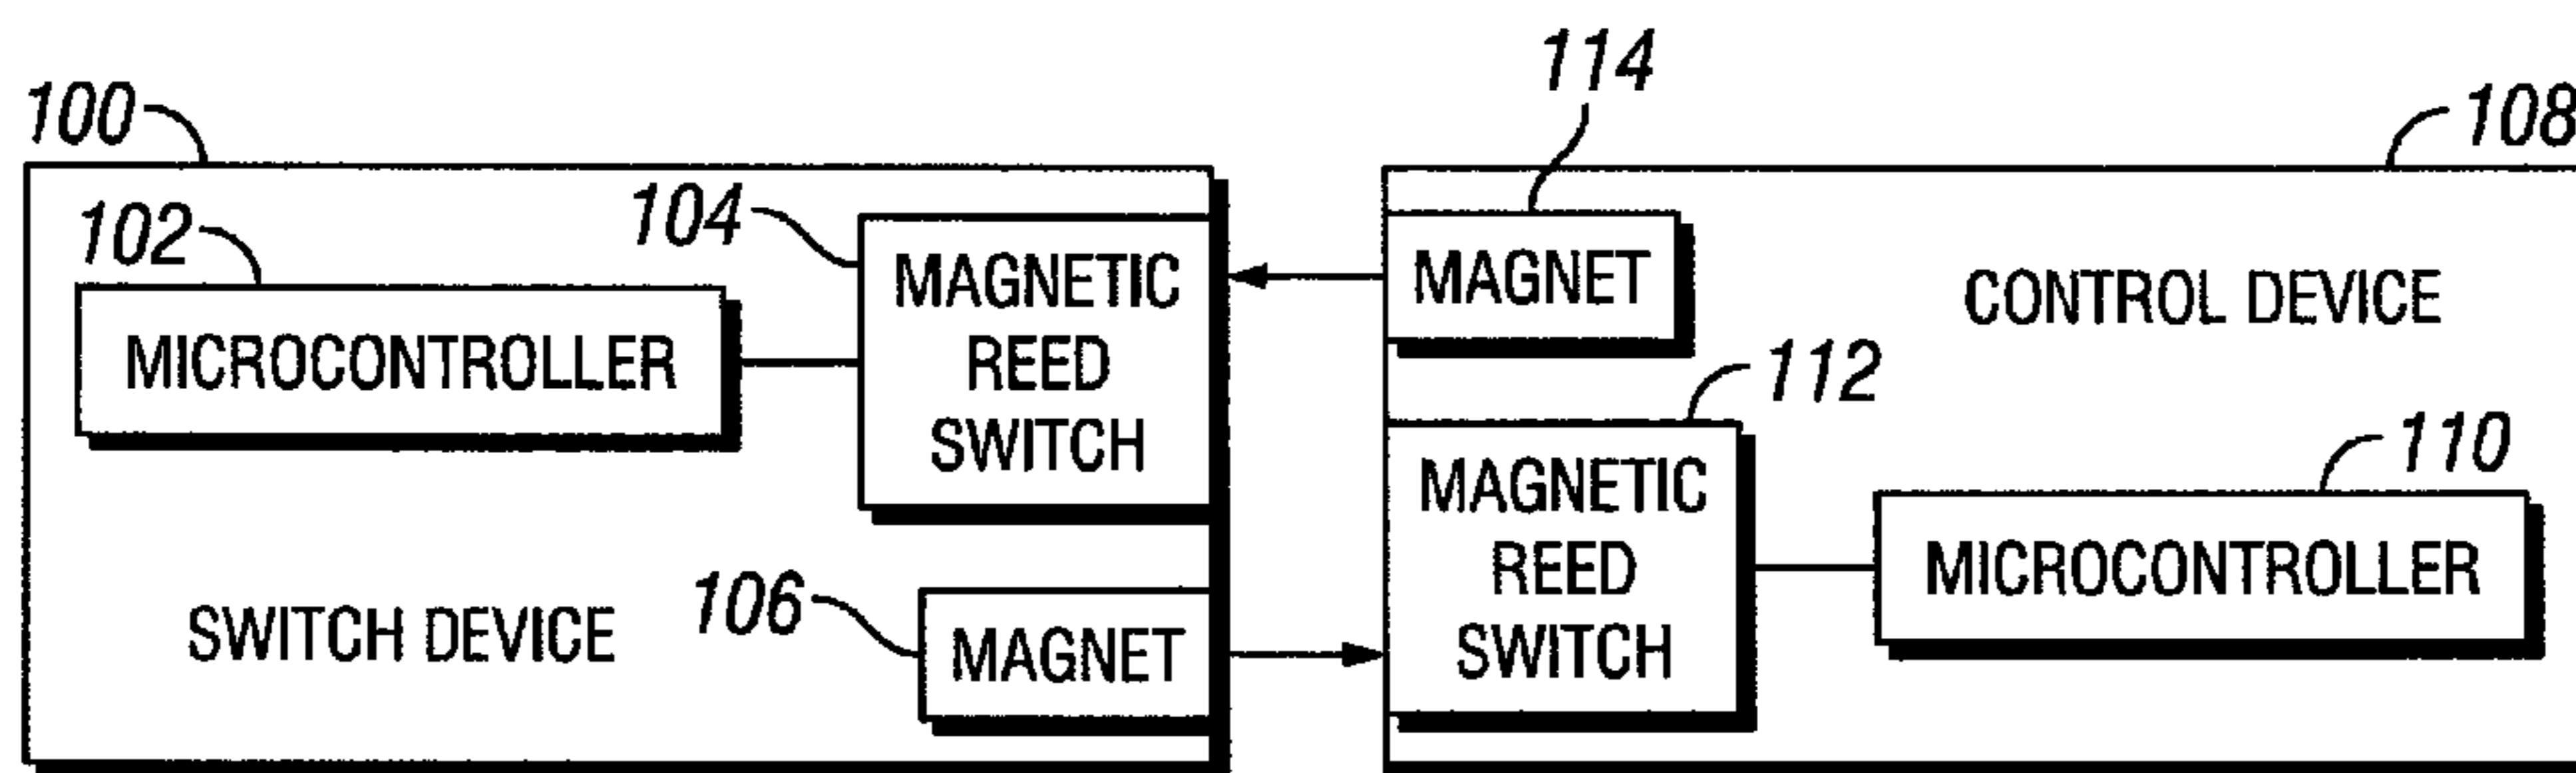 100
102
104
MICROCONTROLLER
MAGNETIC
REED
SWITCH
SWITCH DEVICE
106
MAGNET
114
108
MAGNET
CONTROL DEVICE
112
MAGNETIC
REED
SWITCH
110
MICROCONTROLLER